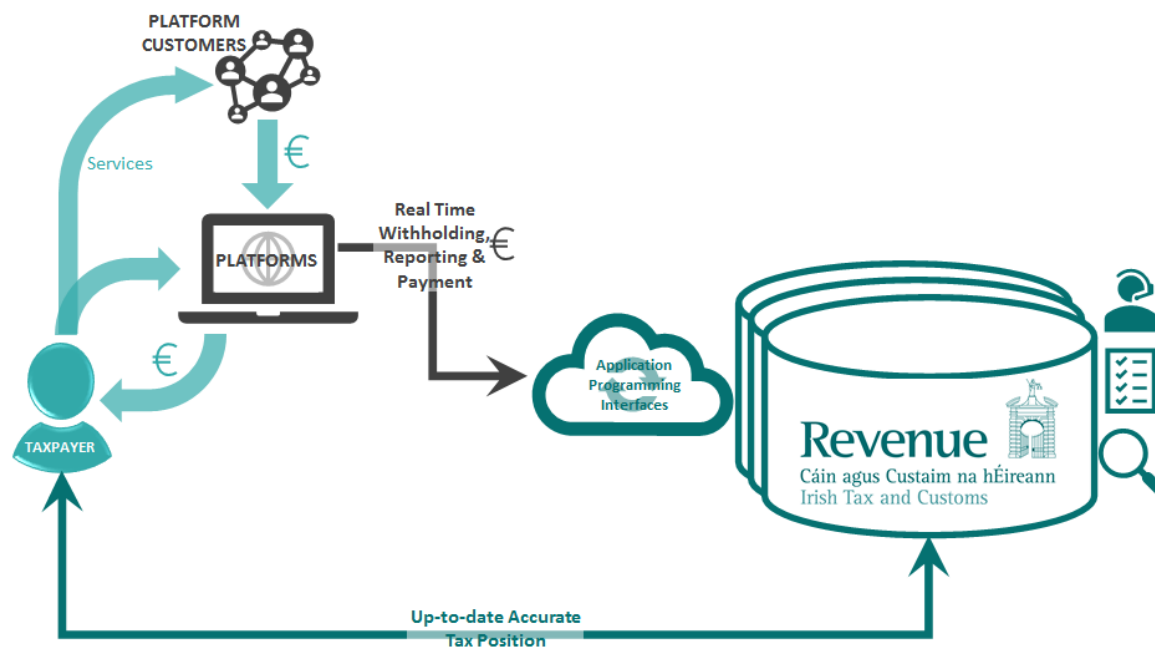 PLATFORM
CUSTOMERS
Services
€
PLATFORMS
Real Time
Withholding,
Reporting &
Payment
€
€
TAXPAYER
Application
Programming
Interfaces
Revenue
Cáin agus Custaim na hÉireann
Irish Tax and Customs
Up-to-date Accurate
Tax Position